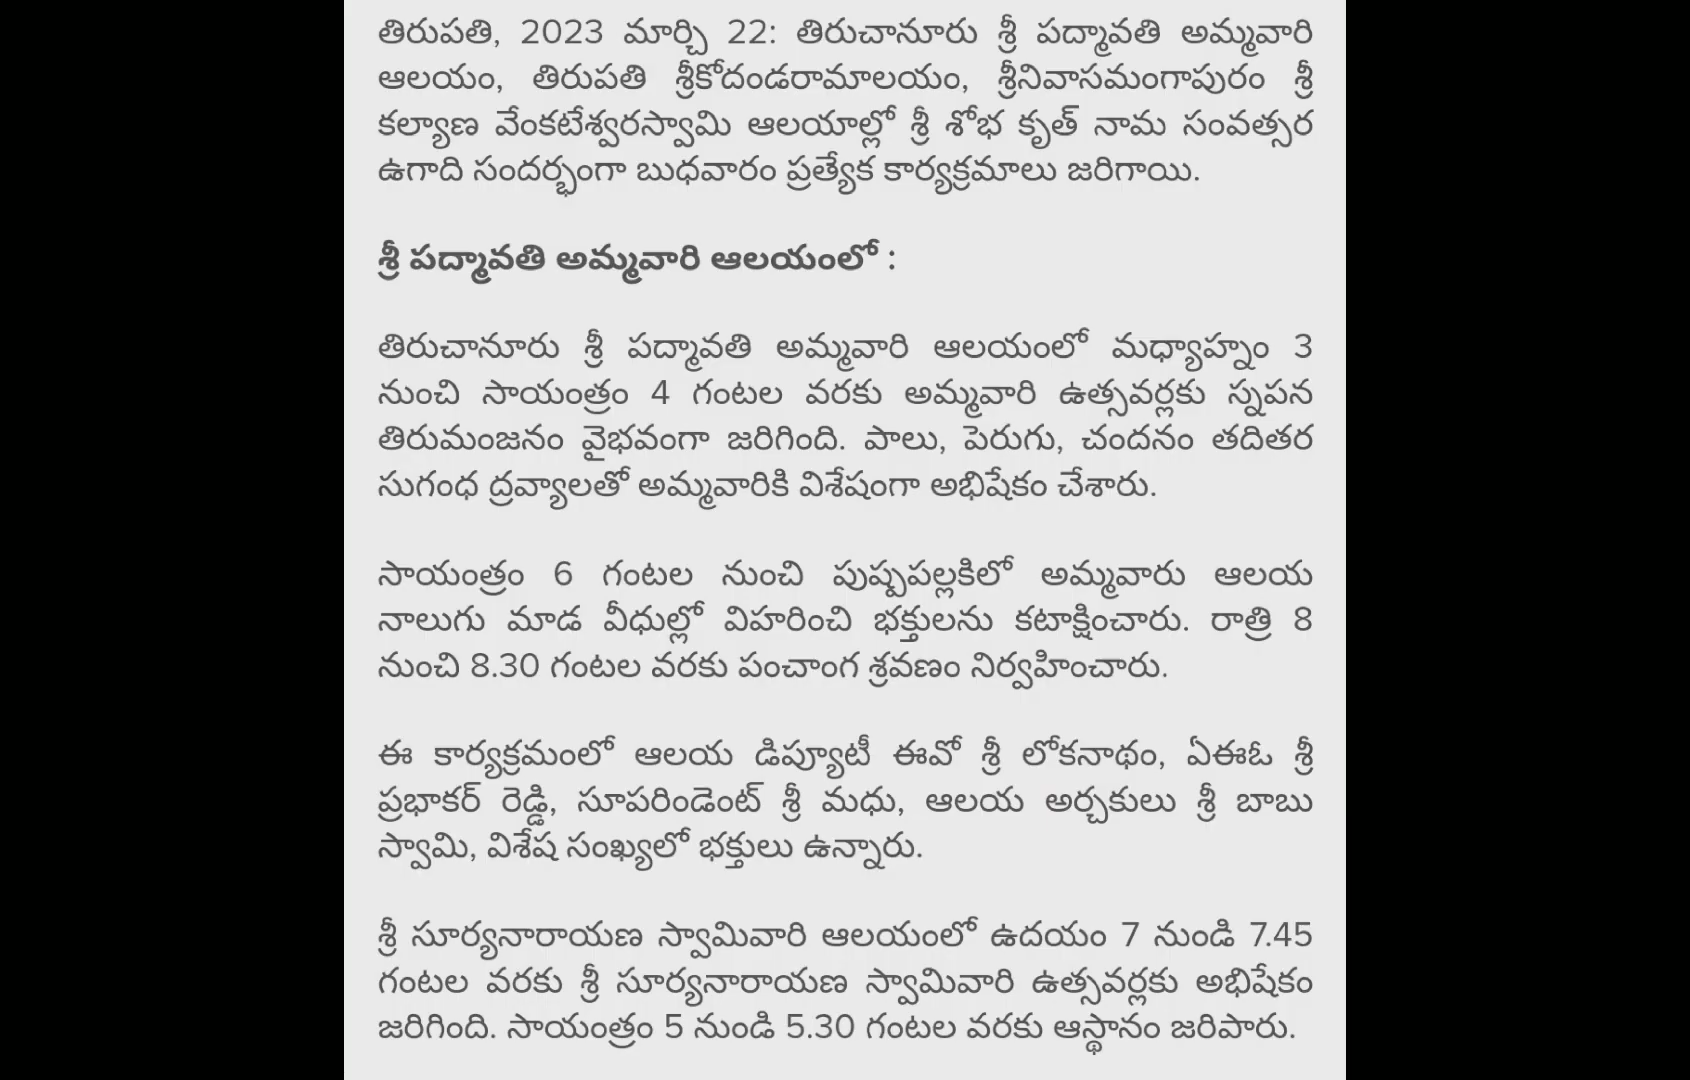 తిరుపతి, 2023 మార్చి 22: తిరుచానూరు శ్రీ పద్మావతి అమ్మవారి
ఆలయం, తిరుపతి శ్రీకోదండరామాలయం, శ్రీనివాసమంగాపురం శ్రీ
కల్యాణ వేంకటేశ్వరస్వామి ఆలయాల్లో శ్రీ శోభ కృత్ నామ సంవత్సర
ఉగాది సందర్భంగా బుధవారం ప్రత్యేక కార్యక్రమాలు జరిగాయి.
శ్రీ పద్మావతి అమ్మవారి ఆలయంలో :
తిరుచానూరు శ్రీ పద్మావతి అమ్మవారి ఆలయంలో మధ్యాహ్నం 3
నుంచి సాయంత్రం 4 గంటల వరకు అమ్మవారి ఉత్సవర్లకు స్నపన
తిరుమంజనం వైభవంగా జరిగింది. పాలు, పెరుగు, చందనం తదితర
సుగంధ ద్రవ్యాలతో అమ్మవారికి విశేషంగా అభిషేకం చేశారు.
సాయంత్రం 6 గంటల నుంచి పుష్పపల్లకిలో అమ్మవారు ఆలయ
నాలుగు మాడ వీధుల్లో విహరించి భక్తులను కటాక్షించారు. రాత్రి 8
నుంచి 8.30 గంటల వరకు పంచాంగ శ్రవణం నిర్వహించారు.
ఈ కార్యక్రమంలో ఆలయ డిప్యూటీ ఈవో శ్రీ లోకనాథం, ఏఈఓ శ్రీ
ప్రభాకర్ రెడ్డి, సూపరిండెంట్ శ్రీ మధు, ఆలయ అర్చకులు శ్రీ బాబు
స్వామి, విశేష సంఖ్యలో భక్తులు ఉన్నారు.
శ్రీ సూర్యనారాయణ స్వామివారి ఆలయంలో ఉదయం 7 నుండి 7.45
గంటల వరకు శ్రీ సూర్యనారాయణ స్వామివారి ఉత్సవర్లకు అభిషేకం
జరిగింది. సాయంత్రం 5 నుండి 5.30 గంటల వరకు ఆస్థానం జరిపారు.